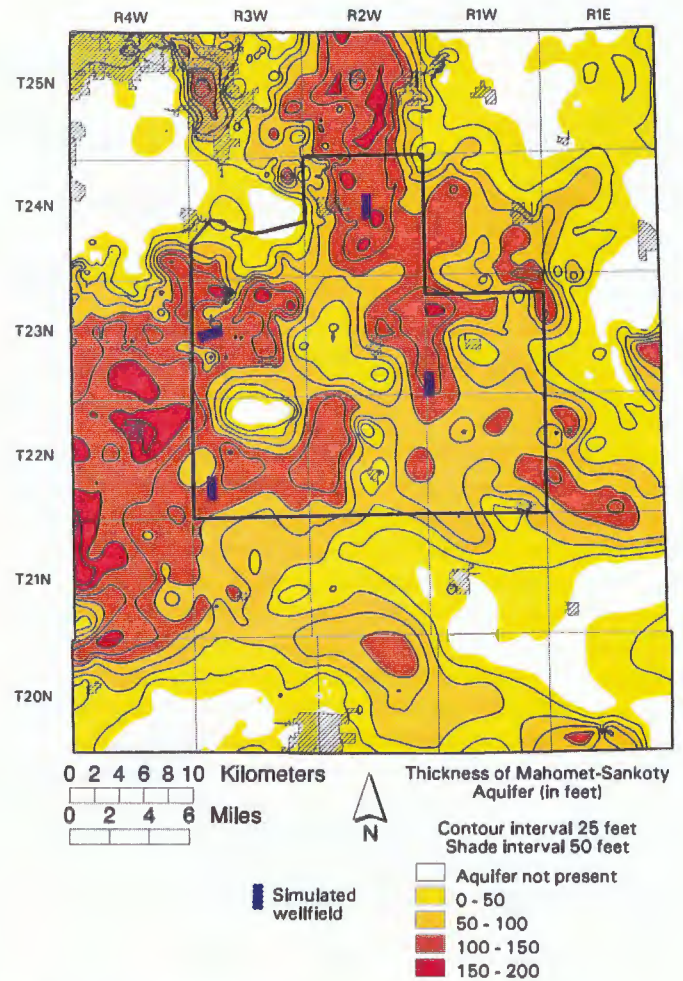 R4W R3W R2W R1W R1E
T25N
T24N
T23N
T22N
T21N
T20N
0 2 4 6 8 10 Kilometers
0 2 4 6 Miles
N
Thickness of Mahomet-Sankoty
Aquifer (in feet)
Contour interval 25 feet
Shade interval 50 feet
Aquifer not present
0 - 50
50 - 100
100 - 150
150 - 200
Simulated
wellfield